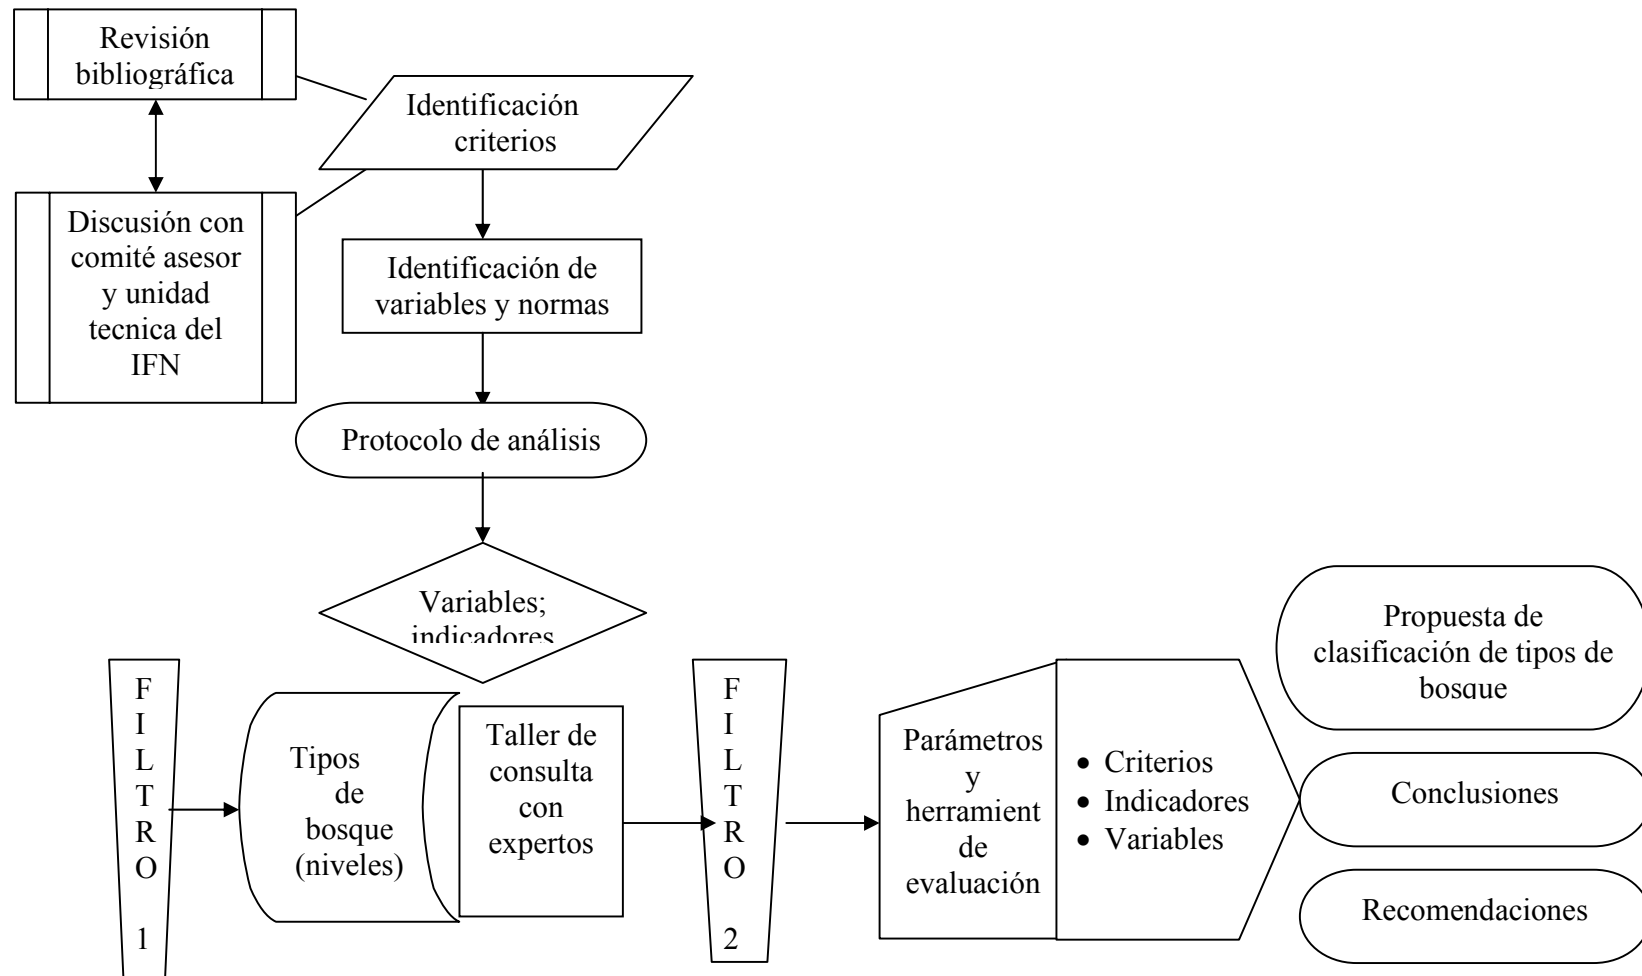 Revisión
bibliográfica
Identificación
criterios
Discusión con
comité asesor
y unidad
tecnica del
IFN
Identificación de
variables y normas
Protocolo de análisis
Variables;
indicadores
F
I
L
T
R
O
1
Tipos
de
bosque
(niveles)
Taller de
consulta
con
expertos
F
I
L
T
R
O
2
Parámetros
y
herramient
de
evaluación
• Criterios
• Indicadores
• Variables
Propuesta de
clasificación de tipos de
bosque
Conclusiones
Recomendaciones